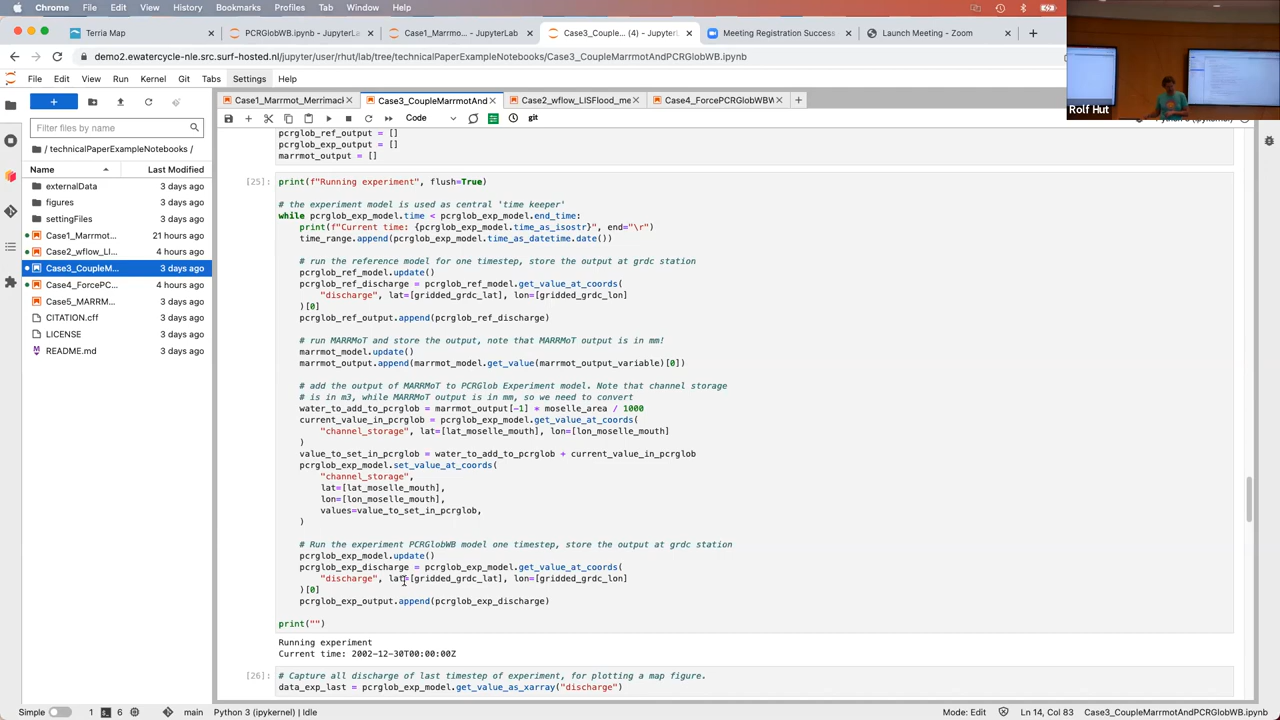 Chrome File Edit View History Bookmarks Profiles Tab Window Help
Terria Map
PCRGlobWB.ipynb - JupyterLe
Case1_Marrmo... - JupyterLab
Case3_Couple... (4) - JupyterL
Meeting Registration Success
Launch Meeting - Zoom
demo2.ewatercycle-nle.src.surf-hosted.nl/jupyter/user/rhut/lab/tree/technicalPaperExampleNotebooks/Case3_CoupleMarrmotAndPCRGlobWB.ipynb
File Edit View Run Kernel Git Tabs Settings Help
Rolf Hut
Case1_Marrmot_Merrimack
Case3_CoupleMarrmotAnd
Case2_wflow_LISFlood_me
Case4_ForcePCRGlobWBW
Code
git
Filter files by name
/ technicalPaperExampleNotebooks /
Name Last Modified
externalData 3 days ago
figures 3 days ago
settingFiles 3 days ago
Case1_Marrmot... 21 hours ago
Case2_wflow_LI... 4 hours ago
Case3_CoupleM... 3 days ago
Case4_ForcePC... 4 hours ago
Case5_MARRM... 3 days ago
CITATION.cff 3 days ago
LICENSE 3 days ago
README.md 3 days ago
pcrglob_ref_output = []
pcrglob_exp_output = []
marrmot_output = []
[25]: print(f"Running experiment", flush=True)
# the experiment model is used as central 'time keeper'
while pcrglob_exp_model.time < pcrglob_exp_model.end_time:
print(f"Current time: {pcrglob_exp_model.time_as_isostr}", end="\r")
time_range.append(pcrglob_exp_model.time_as_datetime.date())
# run the reference model for one timestep, store the output at grdc station
pcrglob_ref_model.update()
pcrglob_ref_discharge = pcrglob_ref_model.get_value_at_coords(
"discharge", lat=[gridded_grdc_lat], lon=[gridded_grdc_lon]
)[0]
pcrglob_ref_output.append(pcrglob_ref_discharge)
# run MARRMoT and store the output, note that MARRMoT output is in mm!
marrmot_model.update()
marrmot_output.append(marrmot_model.get_value(marrmot_output_variable)[0])
# add the output of MARRMoT to PCRGlob Experiment model. Note that channel storage
# is in m3, while MARRMoT output is in mm, so we need to convert
water_to_add_to_pcrglob = marrmot_output[-1] * moselle_area / 1000
current_value_in_pcrglob = pcrglob_exp_model.get_value_at_coords(
"channel_storage", lat=[lat_moselle_mouth], lon=[lon_moselle_mouth]
)
value_to_set_in_pcrglob = water_to_add_to_pcrglob + current_value_in_pcrglob
pcrglob_exp_model.set_value_at_coords(
"channel_storage",
lat=[lat_moselle_mouth],
lon=[lon_moselle_mouth],
values=value_to_set_in_pcrglob,
)
# Run the experiment PCRGlobWB model one timestep, store the output at grdc station
pcrglob_exp_model.update()
pcrglob_exp_discharge = pcrglob_exp_model.get_value_at_coords(
"discharge", lat=[gridded_grdc_lat], lon=[gridded_grdc_lon]
)[0]
pcrglob_exp_output.append(pcrglob_exp_discharge)
print("")
Running experiment
Current time: 2002-12-30T00:00:00Z
[26]: # Capture all discharge of last timestep of experiment, for plotting a map figure.
data_exp_last = pcrglob_exp_model.get_value_as_xarray("discharge")
Simple 1 6 main Python 3 (ipykernel) | Idle Mode: Edit Ln 14, Col 83 Case3_CoupleMarrmotAndPCRGlobWB.ipynb